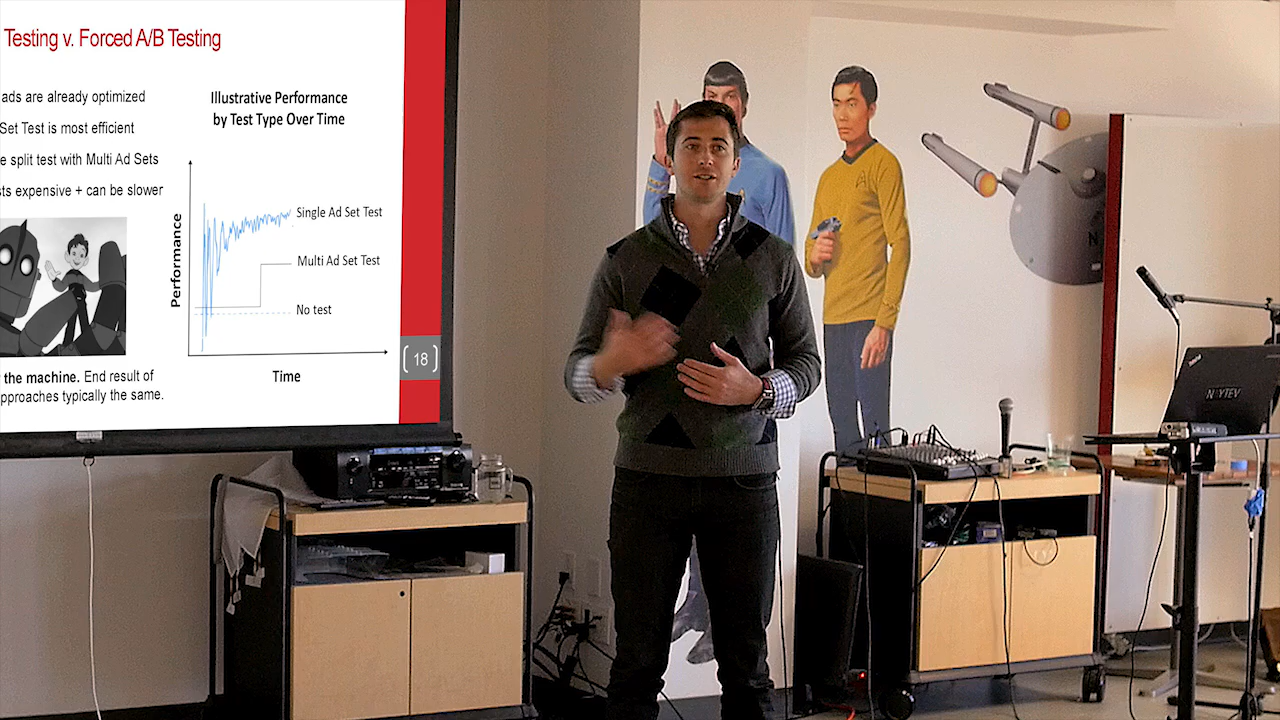 Testing v. Forced A/B Testing
ads are already optimized
Set Test is most efficient
e split test with Multi Ad Sets
sts expensive + can be slower
Illustrative Performance
by Test Type Over Time
Performance
Single Ad Set Test
Multi Ad Set Test
No test
Time
the machine. End result of
pproaches typically the same.
18
NAYTEV
N